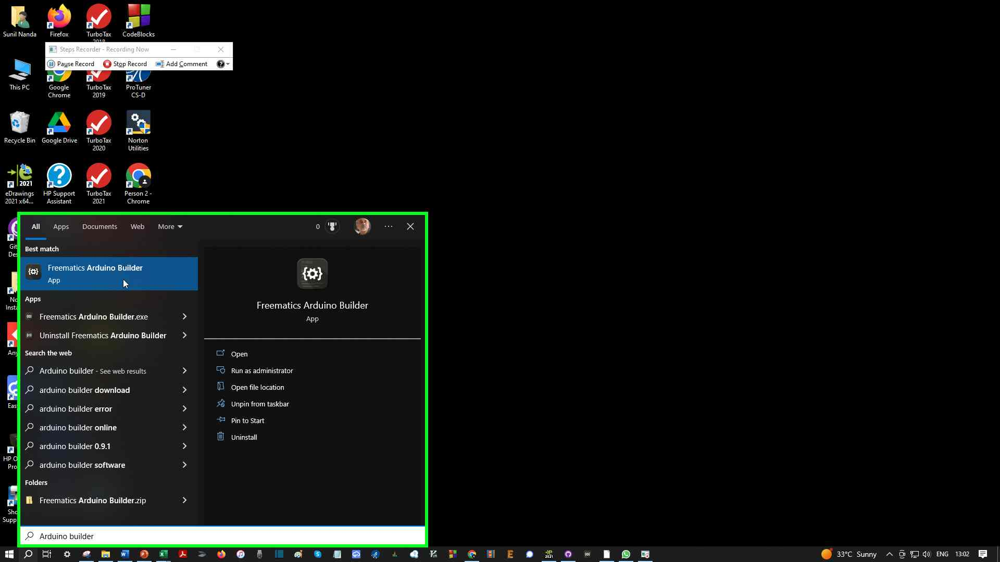 Sunil Nanda
Firefox
TurboTax
2018
CodeBlocks
Steps Recorder - Recording Now
Pause Record
Stop Record
Add Comment
This PC
Google
Chrome
TurboTax
2019
ProTuner
CS-D
Recycle Bin
Google Drive
TurboTax
2020
Norton
Utilities
2021
eDrawings
2021 x64...
HP Support
Assistant
TurboTax
2021
Person 2 -
Chrome
Git
Des
No
Insta
Any
Eas
HP O
Pro
Sho
Supp
All
Apps
Documents
Web
More
0
Best match
Freematics Arduino Builder
App
Apps
Freematics Arduino Builder.exe
Uninstall Freematics Arduino Builder
Search the web
Arduino builder - See web results
arduino builder download
arduino builder error
arduino builder online
arduino builder 0.9.1
arduino builder software
Folders
Freematics Arduino Builder.zip
Freematics Arduino Builder
App
Open
Run as administrator
Open file location
Unpin from taskbar
Pin to Start
Uninstall
Arduino builder
33°C Sunny
ENG
13:02